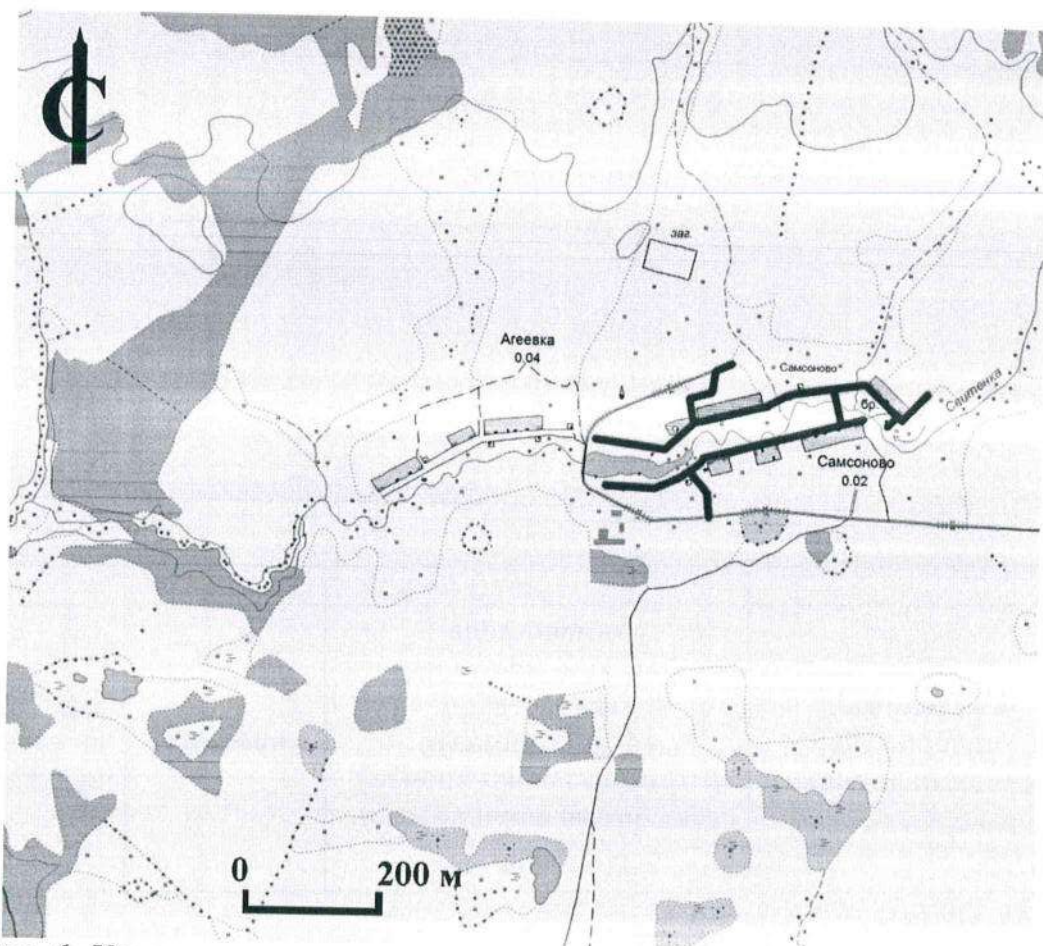 С
заг.
Агеевка
0.04
"Самсоново"
бр.
Свитенка
Самсоново
0.02
0
200 м